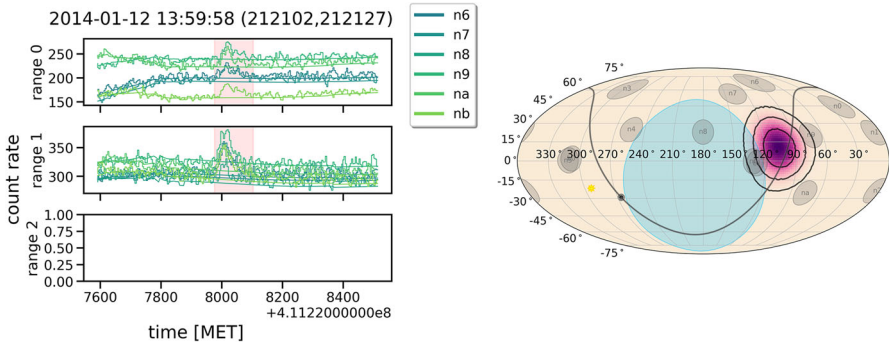 2014-01-12 13:59:58 (212102,212127)
range 0
250
200
150
range 1
350
300
count rate
range 2
1.00
0.75
0.50
0.25
0.00
7600 7800 8000 8200 8400
+4.1122000000e8
time [MET]
n6
n7
n8
n9
na
nb
75°
60°
45°
30°
15°
0°
-15°
-30°
-45°
-60°
-75°
330°300°270°240°210°180°150°120°90° 60° 30°
n3
n6
n7
n0
n1
n4
n8
n9
na